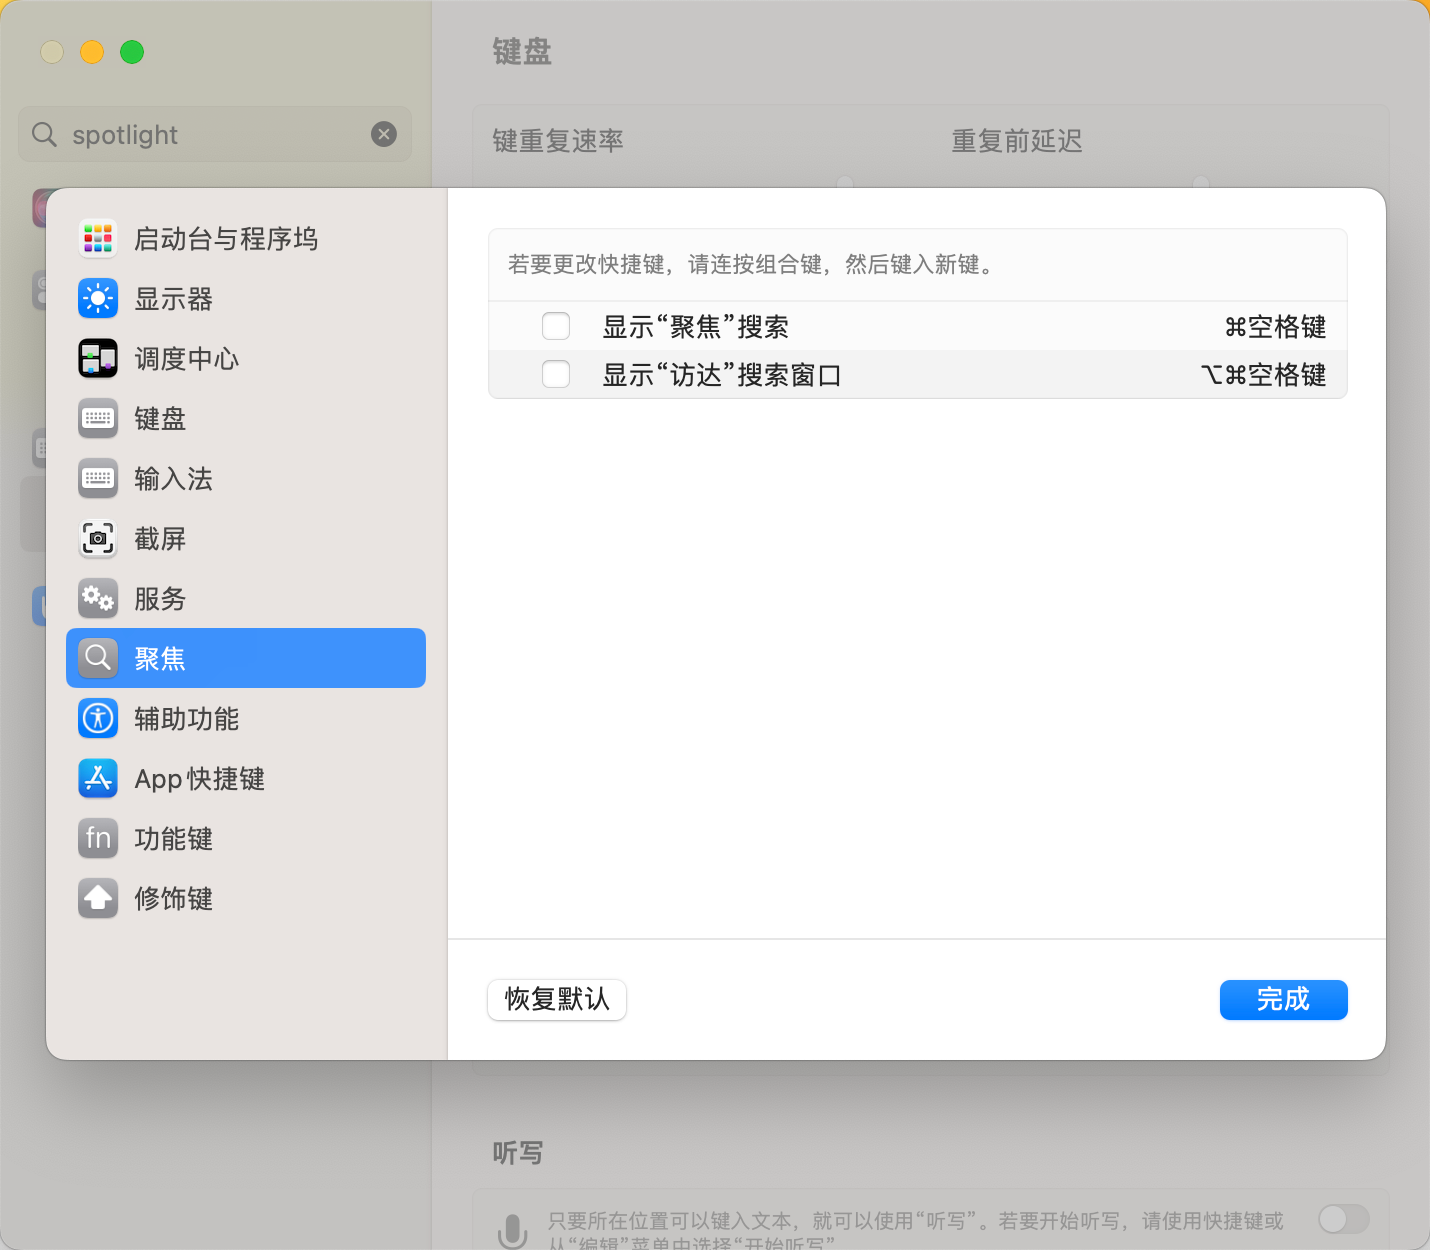 键盘
spotlight
键重复速率
重复前延迟
启动台与程序坞
显示器
调度中心
键盘
输入法
截屏
服务
聚焦
辅助功能
App快捷键
fn 功能键
修饰键
若要更改快捷键，请连按组合键，然后键入新键。
显示“聚焦”搜索 ⌘空格键
显示“访达”搜索窗口 ⌥⌘空格键
恢复默认
完成
听写
只要所在位置可以键入文本，就可以使用“听写”。若要开始听写，请使用快捷键或
从“编辑”菜单中选择“开始听写”